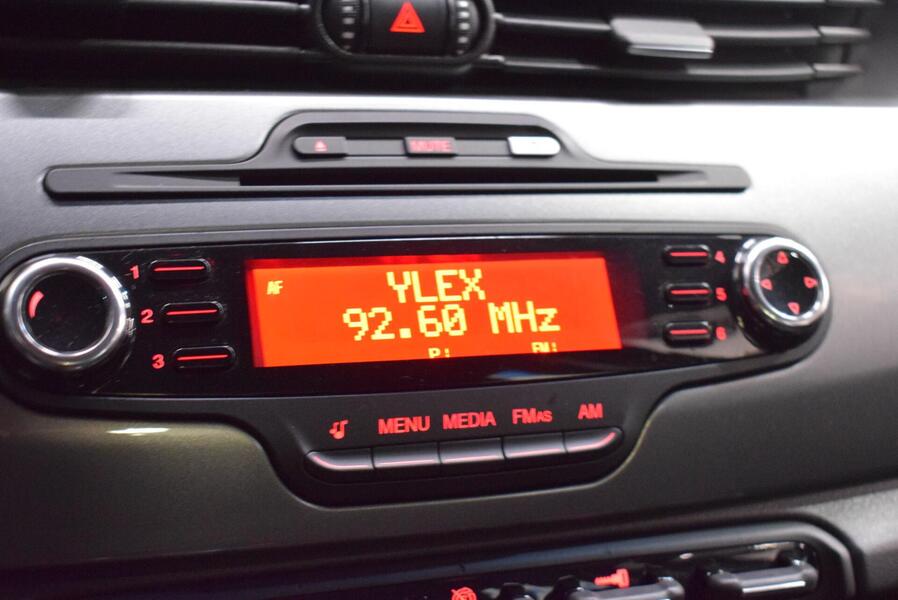 MUTE
1
2
3
AF
YLEX
92.60 MHz
4
5
6
MENU MEDIA FMAS AM